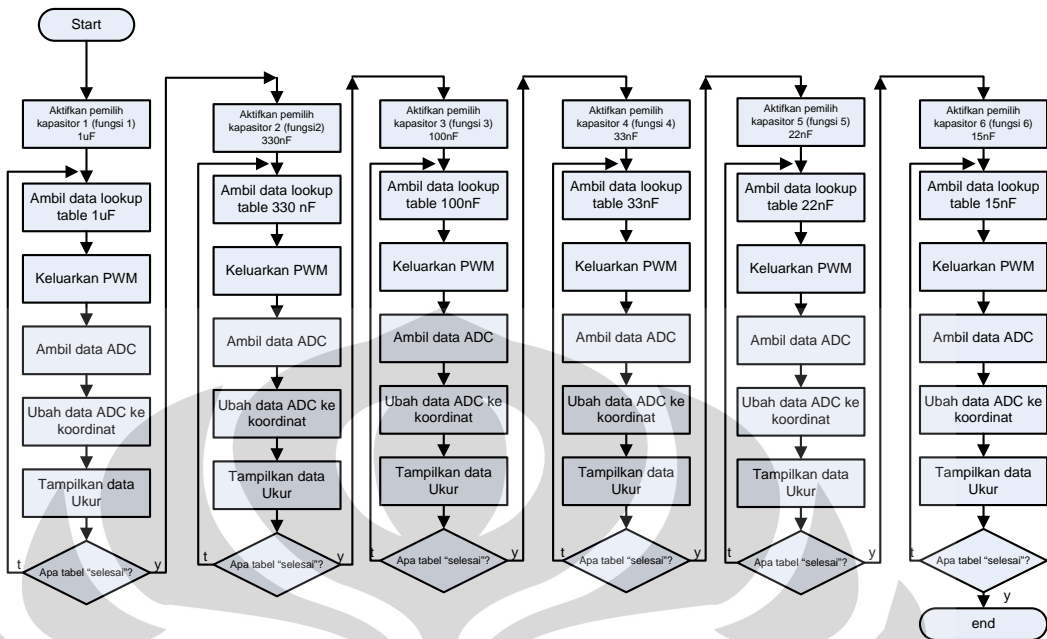 Start
Aktifkan pemilih
kapasitor 1 (fungsi 1)
1uF
Ambil data lookup
table 1uF
Keluarkan PWM
Ambil data ADC
Ubah data ADC ke
koordinat
Tampilkan data
Ukur
t
Apa tabel “selesai”?
y
Aktifkan pemilih
kapasitor 2 (fungsi2)
330nF
Ambil data lookup
table 330 nF
Keluarkan PWM
Ambil data ADC
Ubah data ADC ke
koordinat
Tampilkan data
Ukur
t
Apa tabel “selesai”?
y
Aktifkan pemilih
kapasitor 3 (fungsi 3)
100nF
Ambil data lookup
table 100nF
Keluarkan PWM
Ambil data ADC
Ubah data ADC ke
koordinat
Tampilkan data
Ukur
t
Apa tabel “selesai”?
y
Aktifkan pemilih
kapasitor 4 (fungsi 4)
33nF
Ambil data lookup
table 33nF
Keluarkan PWM
Ambil data ADC
Ubah data ADC ke
koordinat
Tampilkan data
Ukur
t
Apa tabel “selesai”?
y
Aktifkan pemilih
kapasitor 5 (fungsi 5)
22nF
Ambil data lookup
table 22nF
Keluarkan PWM
Ambil data ADC
Ubah data ADC ke
koordinat
Tampilkan data
Ukur
t
Apa tabel “selesai”?
y
Aktifkan pemilih
kapasitor 6 (fungsi 6)
15nF
Ambil data lookup
table 15nF
Keluarkan PWM
Ambil data ADC
Ubah data ADC ke
koordinat
Tampilkan data
Ukur
t
Apa tabel “selesai”?
y
end